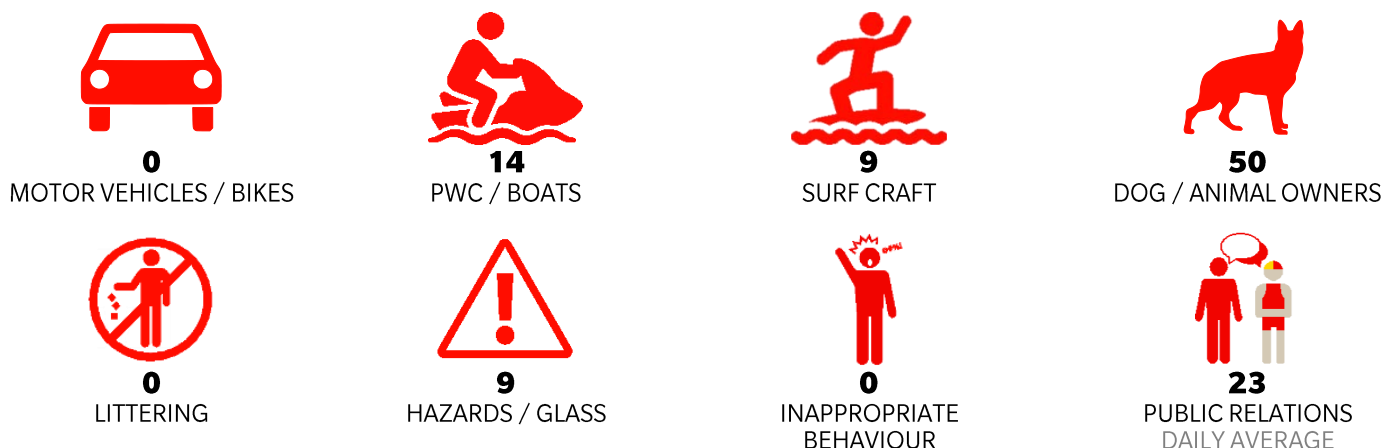 0
MOTOR VEHICLES / BIKES
14
PWC / BOATS
9
SURF CRAFT
50
DOG / ANIMAL OWNERS
0
LITTERING
9
HAZARDS / GLASS
0
INAPPROPRIATE
BEHAVIOUR
23
PUBLIC RELATIONS
DAILY AVERAGE